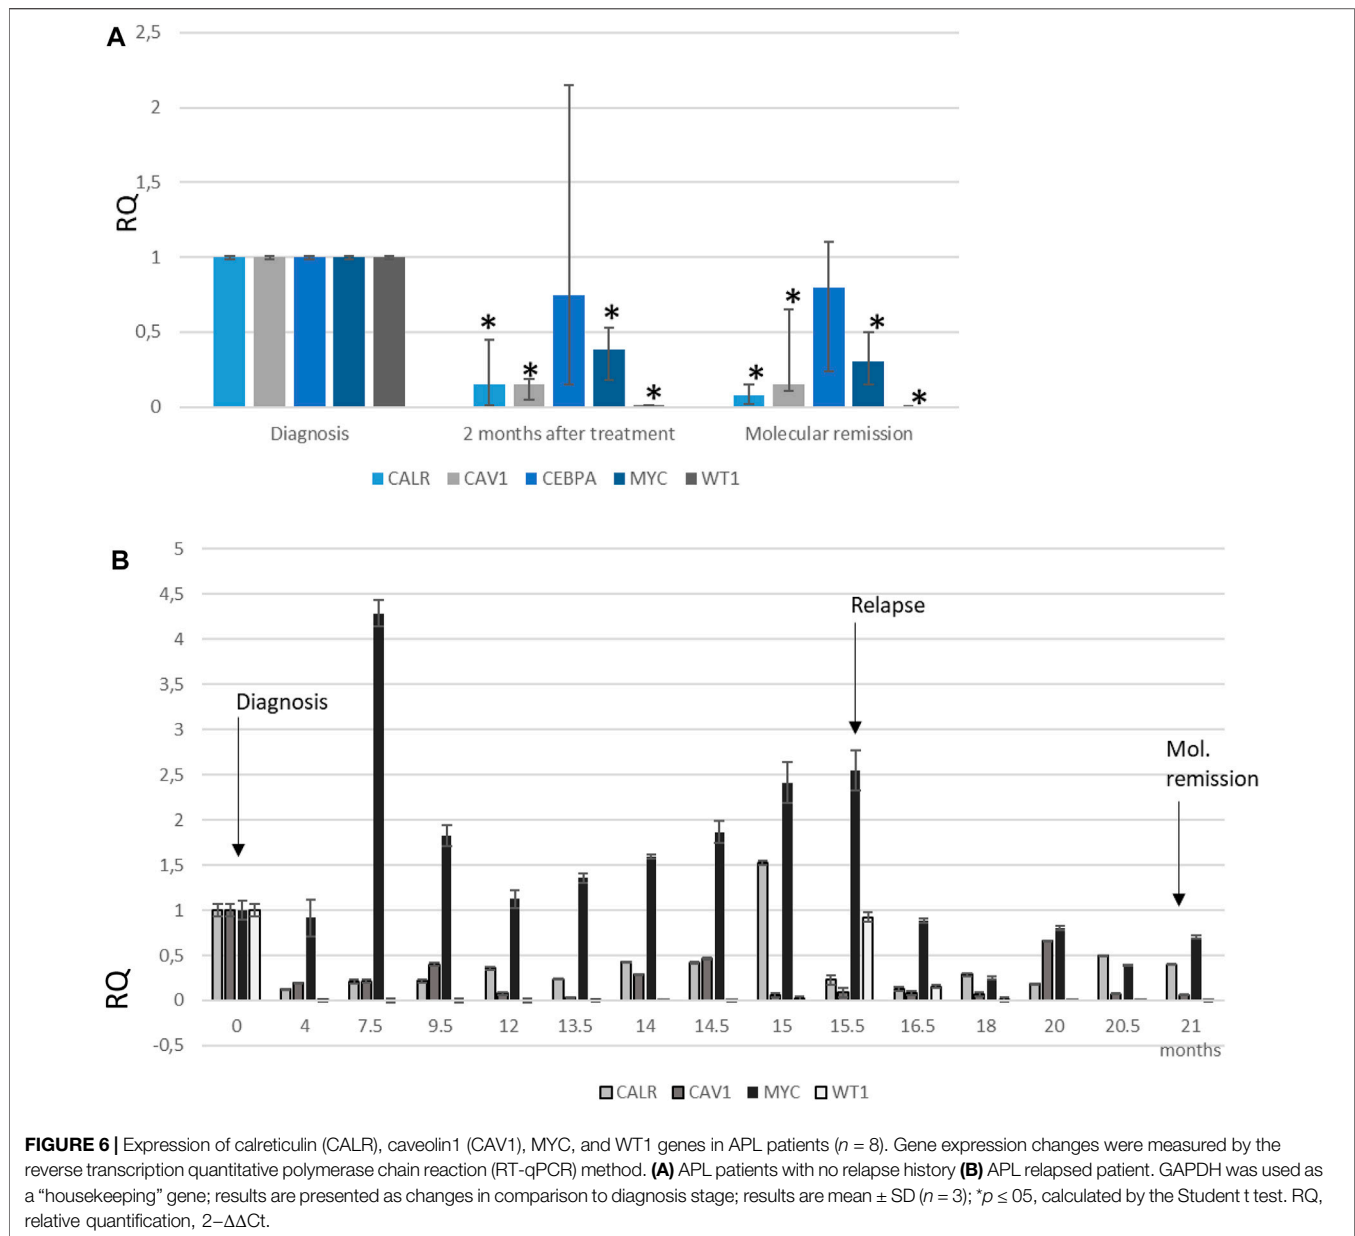 A
2,5
2
1,5
1
0,5
0
RQ
* * * *
* * * *
Diagnosis 2 months after treatment Molecular remission
CALR CAV1 CEBPA MYC WT1
B
5
4,5
4
3,5
3
2,5
2
1,5
1
0,5
0
-0,5
RQ
Diagnosis
Relapse
Mol.
remission
0 4 7.5 9.5 12 13.5 14 14.5 15 15.5 16.5 18 20 20.5 21
months
CALR CAV1 MYC WT1
FIGURE 6 | Expression of calreticulin (CALR), caveolin1 (CAV1), MYC, and WT1 genes in APL patients (n = 8). Gene expression changes were measured by the
reverse transcription quantitative polymerase chain reaction (RT-qPCR) method. (A) APL patients with no relapse history (B) APL relapsed patient. GAPDH was used as
a “housekeeping” gene; results are presented as changes in comparison to diagnosis stage; results are mean ± SD (n = 3); *p ≤ 05, calculated by the Student t test. RQ,
relative quantification, 2−ΔΔCt.